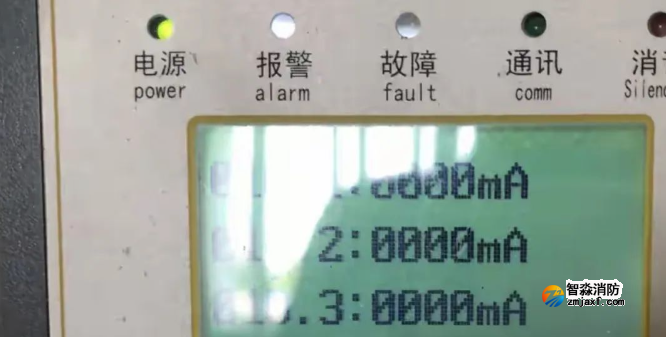 电源 报警 故障 通讯
power alarm fault comm
:0000mA
2:0000mA
.3:0000mA
智淼消防
zmjaxf.com